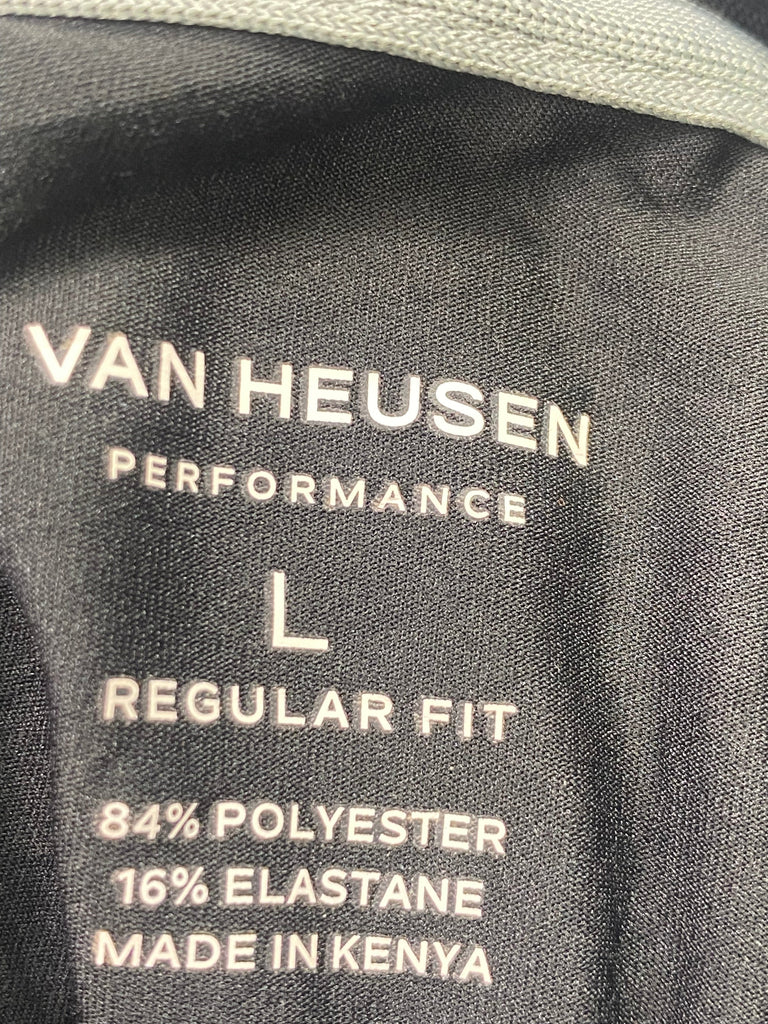 VAN HEUSEN
PERFORMANCE
L
REGULAR FIT
84% POLYESTER
16% ELASTANE
MADE IN KENYA